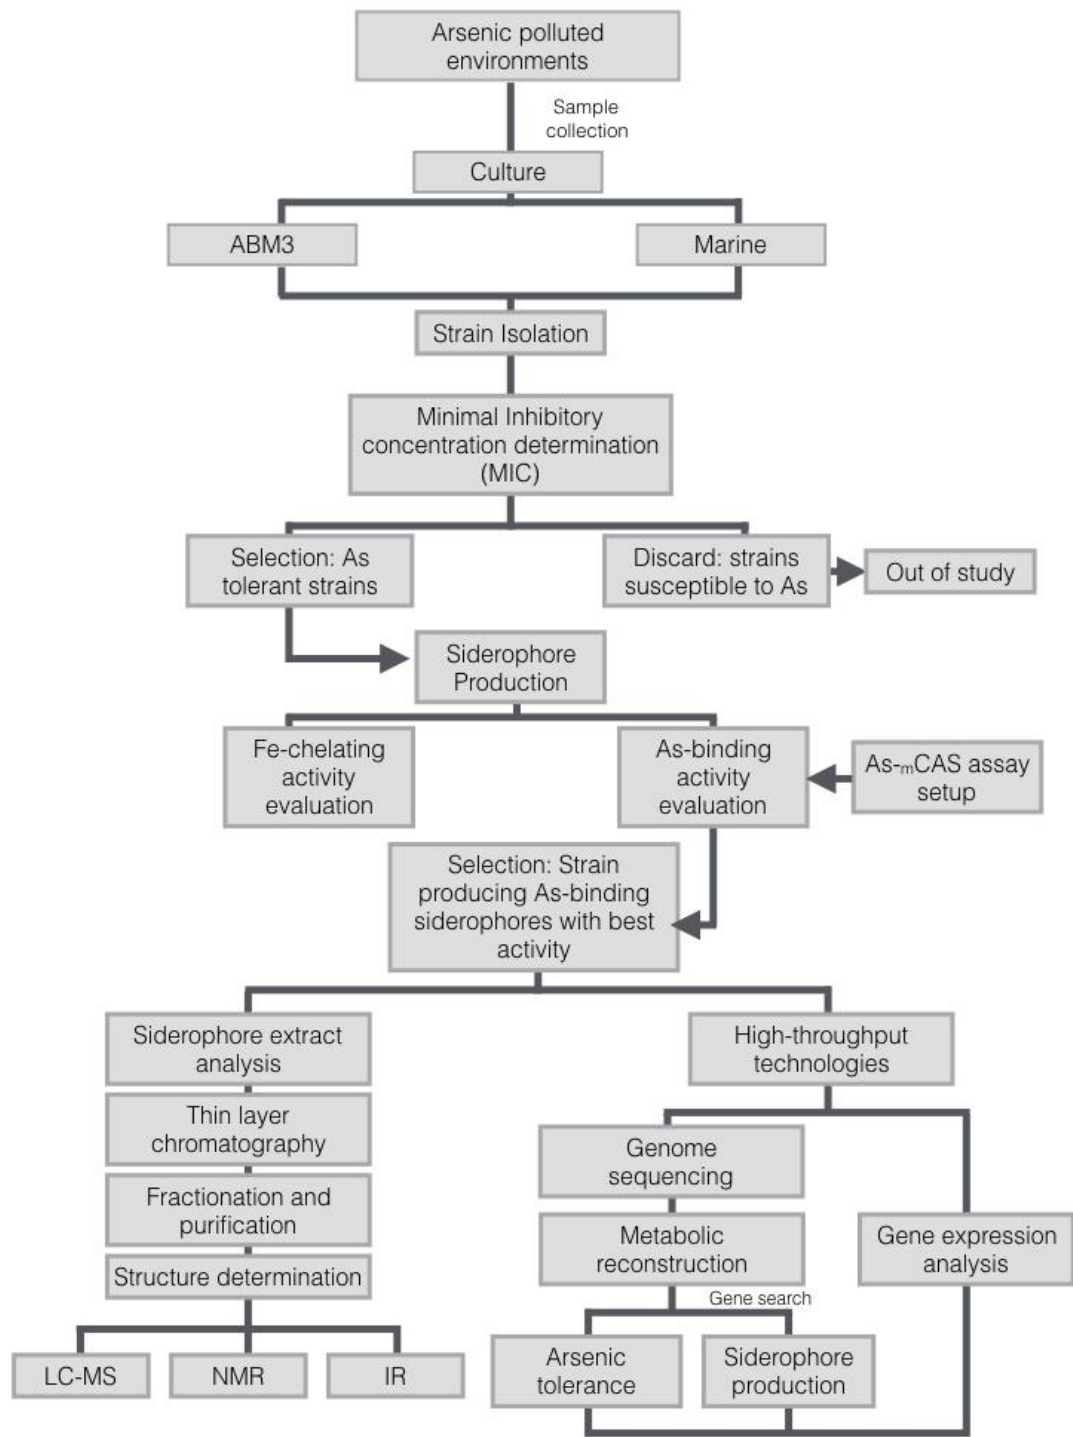 Arsenic polluted
environments
Sample
collection
Culture
ABM3
Marine
Strain Isolation
Minimal Inhibitory
concentration determination
(MIC)
Selection: As
tolerant strains
Discard: strains
susceptible to As
Out of study
Siderophore
Production
Fe-chelating
activity
evaluation
As-binding
activity
evaluation
As-mCAS assay
setup
Selection: Strain
producing As-binding
siderophores with best
activity
Siderophore extract
analysis
Thin layer
chromatography
Fractionation and
purification
Structure determination
LC-MS
NMR
IR
High-throughput
technologies
Genome
sequencing
Metabolic
reconstruction
Gene search
Arsenic
tolerance
Siderophore
production
Gene expression
analysis